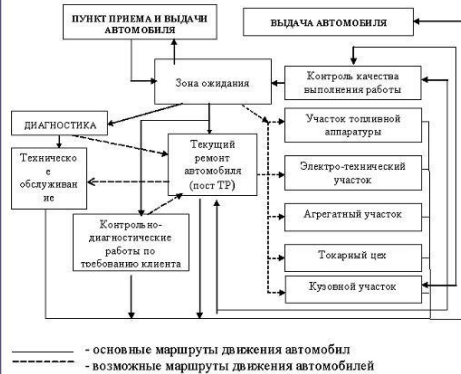 ПУНКТ ПРИЕМА И ВЫДАЧИ
АВТОМОБИЛЯ
ВЫДАЧА АВТОМОБИЛЯ
Зона ожидания
Контроль качества
выполнения работы
ДИАГНОСТИКА
Участок топливной
аппаратуры
Техническо
е
обслуживан
ие
Текущий
ремонт
автомобиля
(пост ТР)
Электро-технический
участок
Агрегатный участок
Контрольно-
диагностические
работы по
требованию клиента
Токарный цех
Кузовной участок
- основные маршруты движения автомобил
- возможные маршруты движения автомобилей